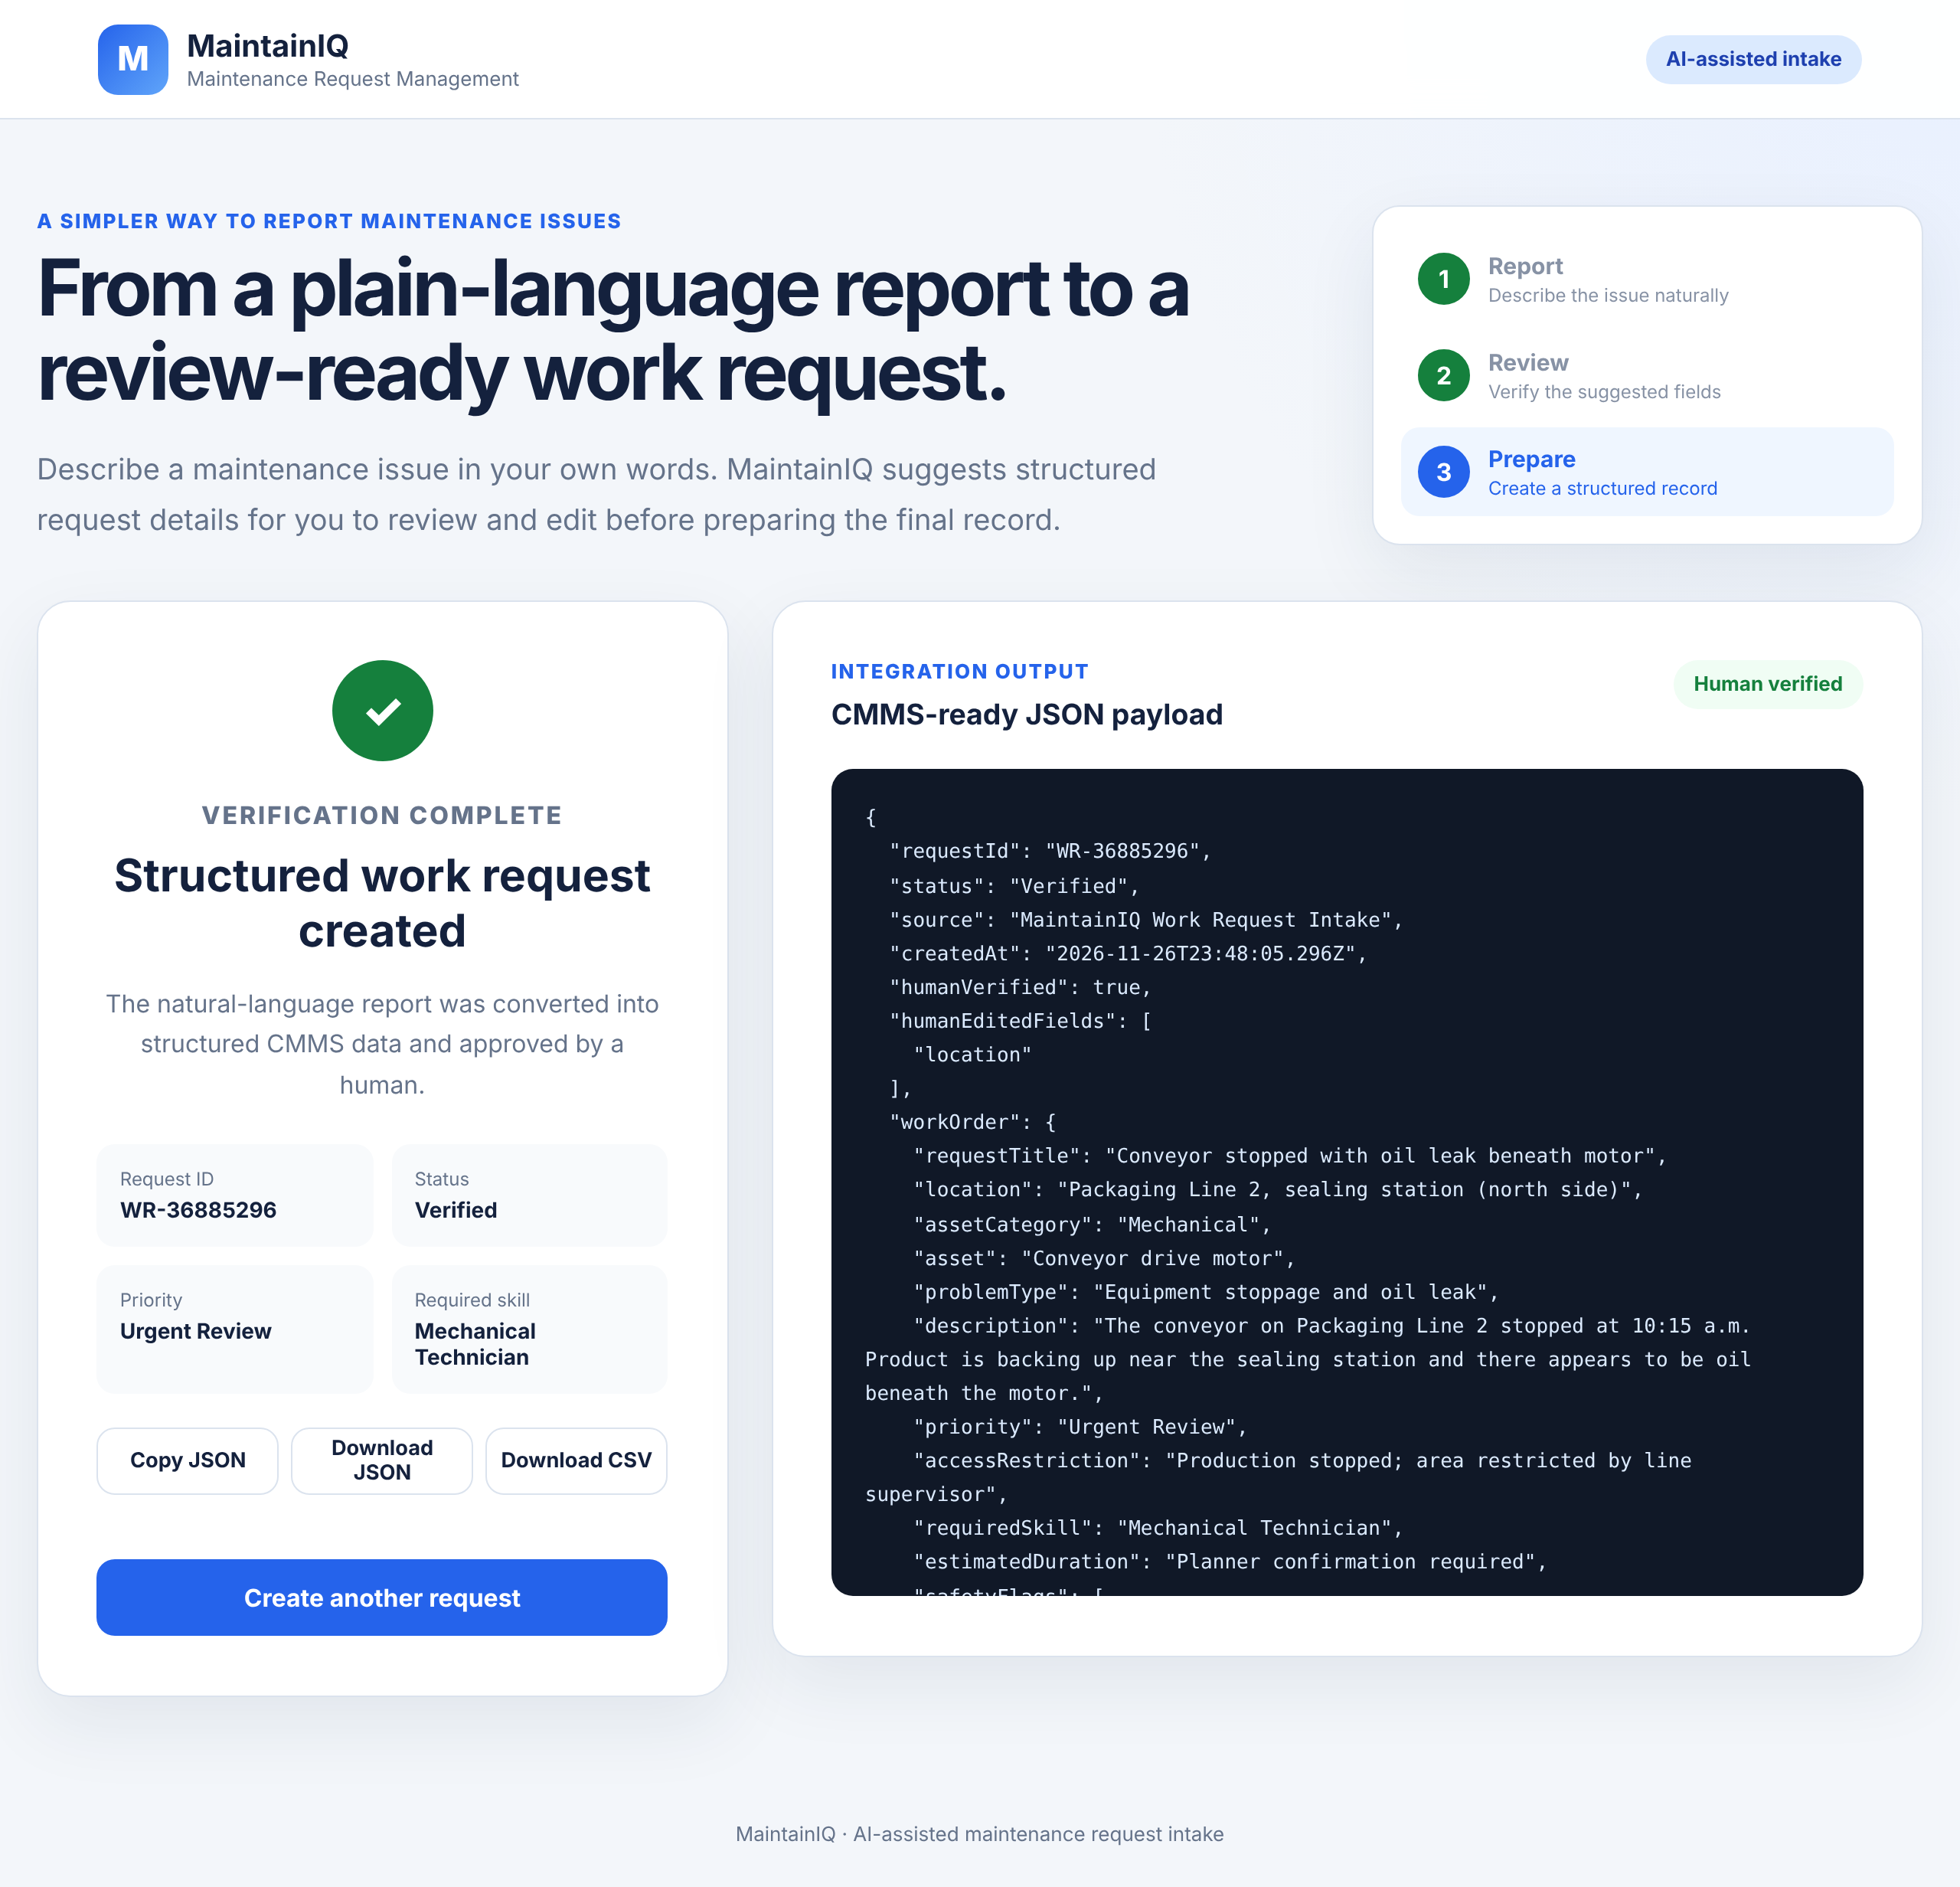 M
MaintainIQ
Maintenance Request Management
AI-assisted intake
A SIMPLER WAY TO REPORT MAINTENANCE ISSUES
From a plain-language report to a
review-ready work request.
Describe a maintenance issue in your own words. MaintainIQ suggests structured
request details for you to review and edit before preparing the final record.
1
Report
Describe the issue naturally
2
Review
Verify the suggested fields
3
Prepare
Create a structured record
VERIFICATION COMPLETE
Structured work request
created
The natural-language report was converted into
structured CMMS data and approved by a
human.
Request ID
WR-36885296
Status
Verified
Priority
Urgent Review
Required skill
Mechanical
Technician
Copy JSON
Download
JSON
Download CSV
Create another request
INTEGRATION OUTPUT
CMMS-ready JSON payload
Human verified
{
  "requestId": "WR-36885296",
  "status": "Verified",
  "source": "MaintainIQ Work Request Intake",
  "createdAt": "2026-11-26T23:48:05.296Z",
  "humanVerified": true,
  "humanEditedFields": [
    "location"
  ],
  "workOrder": {
    "requestTitle": "Conveyor stopped with oil leak beneath motor",
    "location": "Packaging Line 2, sealing station (north side)",
    "assetCategory": "Mechanical",
    "asset": "Conveyor drive motor",
    "problemType": "Equipment stoppage and oil leak",
    "description": "The conveyor on Packaging Line 2 stopped at 10:15 a.m.
Product is backing up near the sealing station and there appears to be oil
beneath the motor.",
    "priority": "Urgent Review",
    "accessRestriction": "Production stopped; area restricted by line
supervisor",
    "requiredSkill": "Mechanical Technician",
    "estimatedDuration": "Planner confirmation required",
    "safetyFlags": [
MaintainIQ · AI-assisted maintenance request intake